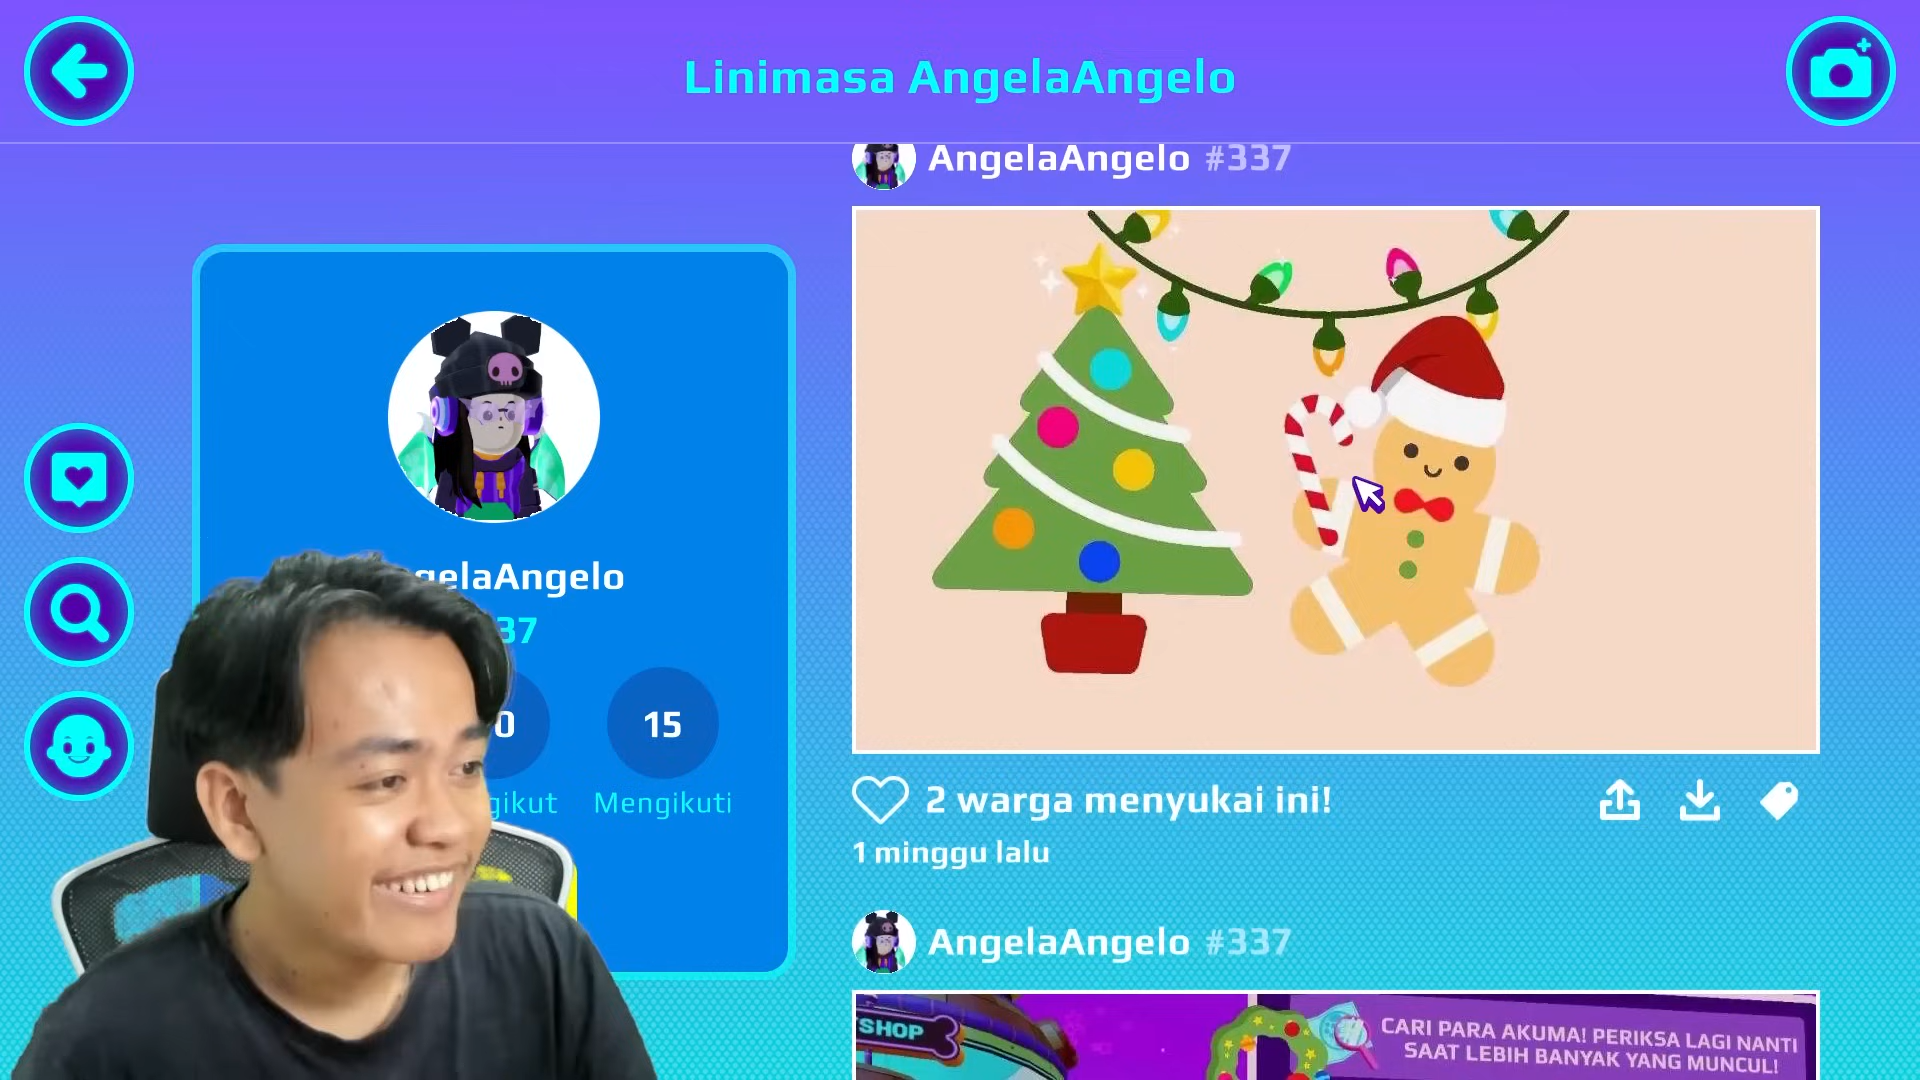 Linimasa AngelaAngelo
AngelaAngelo #337
gelaAngelo
37
0
15
gikut
Mengikuti
2 warga menyukai ini!
1 minggu lalu
AngelaAngelo #337
SHOP
CARI PARA AKUMA! PERIKSA LAGI NANTI
SAAT LEBIH BANYAK YANG MUNCUL!